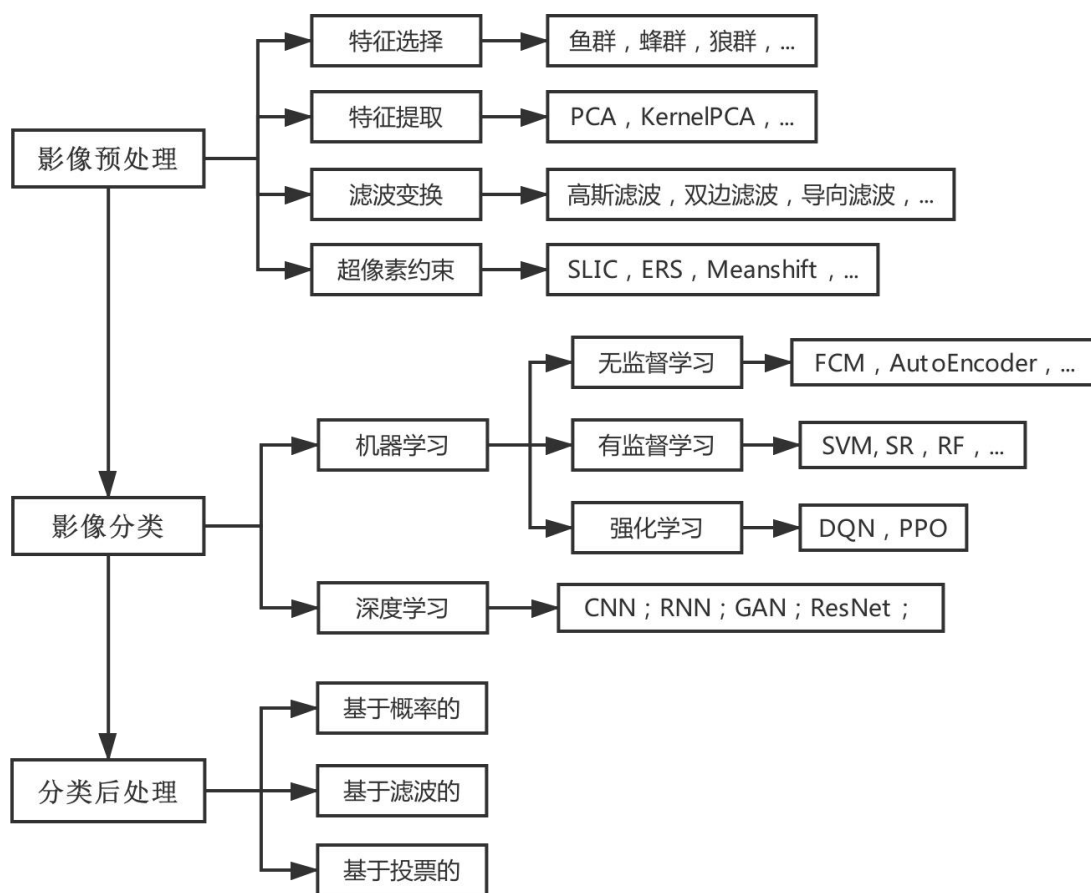 特征选择
鱼群，蜂群，狼群，...
特征提取
PCA，KernelPCA，...
影像预处理
滤波变换
高斯滤波，双边滤波，导向滤波，...
超像素约束
SLIC，ERS，Meanshift，...
无监督学习
FCM，AutoEncoder，...
机器学习
有监督学习
SVM, SR，RF，...
影像分类
强化学习
DQN，PPO
深度学习
CNN；RNN；GAN；ResNet；
基于概率的
分类后处理
基于滤波的
基于投票的